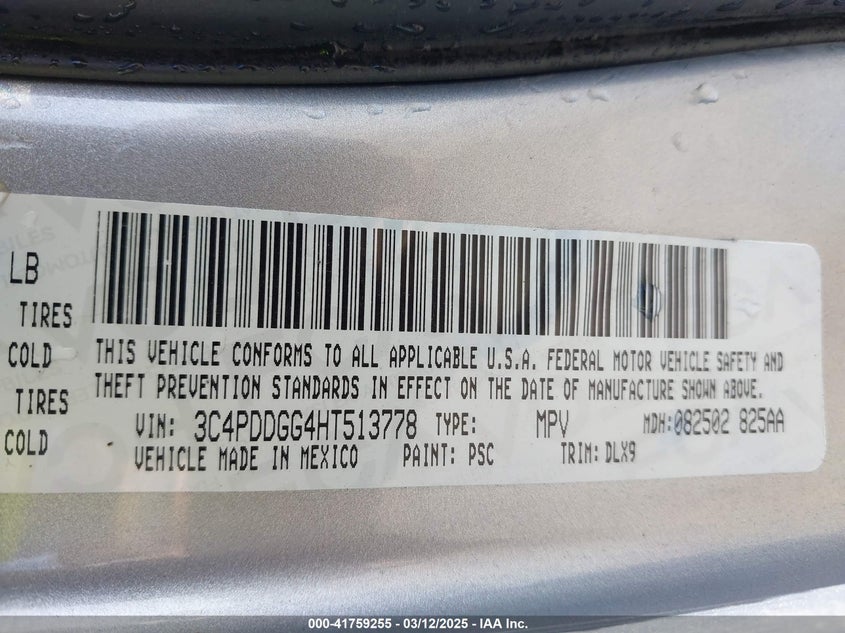 LB
TIRES
COLD
TIRES
COLD
THIS VEHICLE CONFORMS TO ALL APPLICABLE U.S.A. FEDERAL MOTOR VEHICLE SAFETY AND
THEFT PREVENTION STANDARDS IN EFFECT ON THE DATE OF MANUFACTURE SHOWN ABOVE.
VIN: 3C4PDDGG4HT513778 TYPE: MPV MDH:082502 825AA
VEHICLE MADE IN MEXICO PAINT: PSC TRIM: DLX9
000-41759255 - 03/12/2025 - IAA Inc.